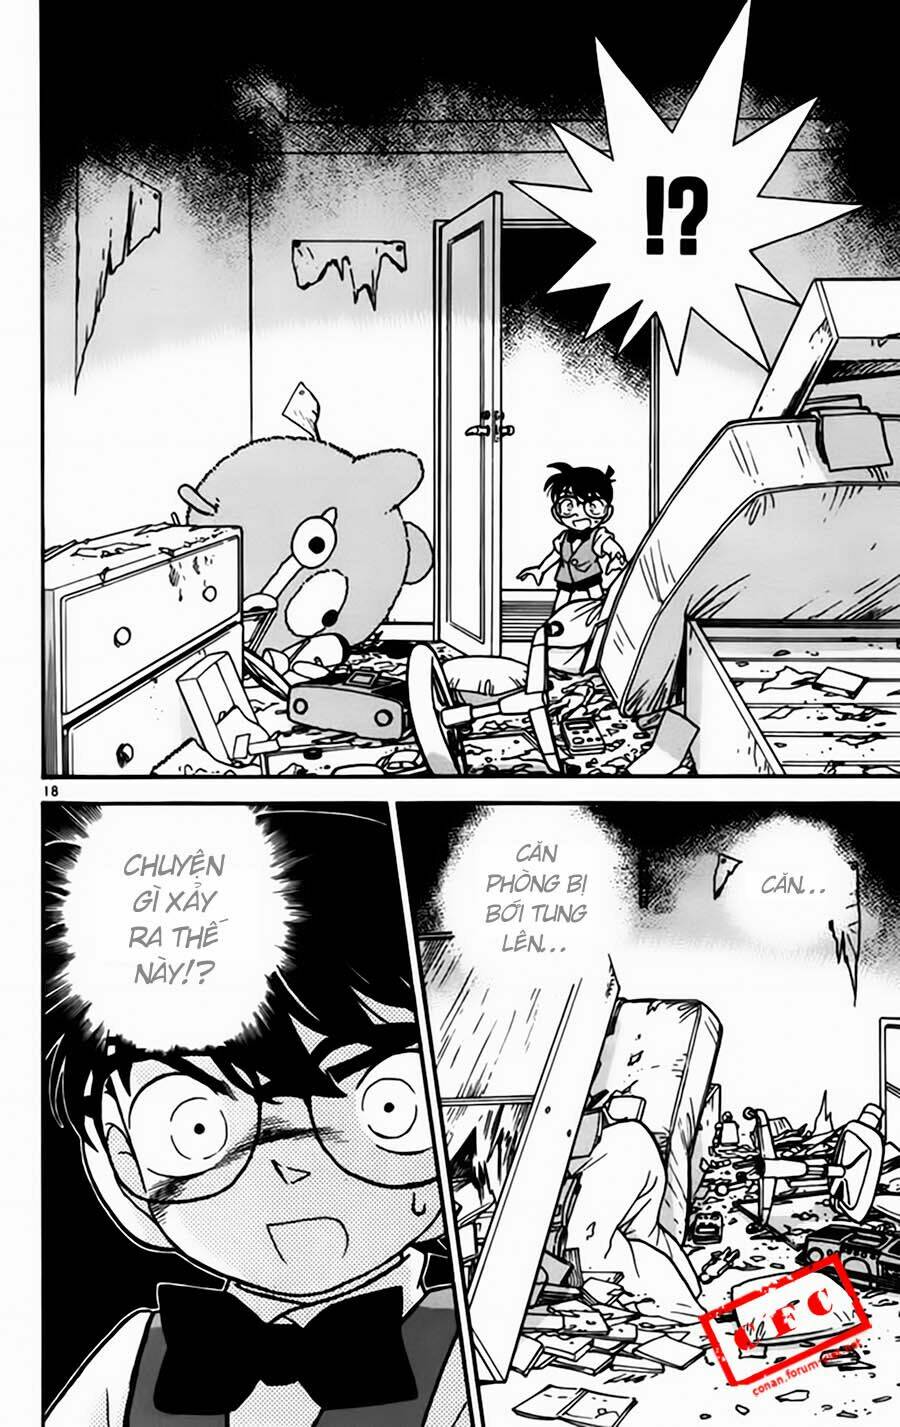 !?
18
CĂN...
CĂN
PHÒNG BỊ
BỚI TUNG
LÊN...
CHUYỆN
GÌ XẢY
RA THẾ
NÀY!?
CFC